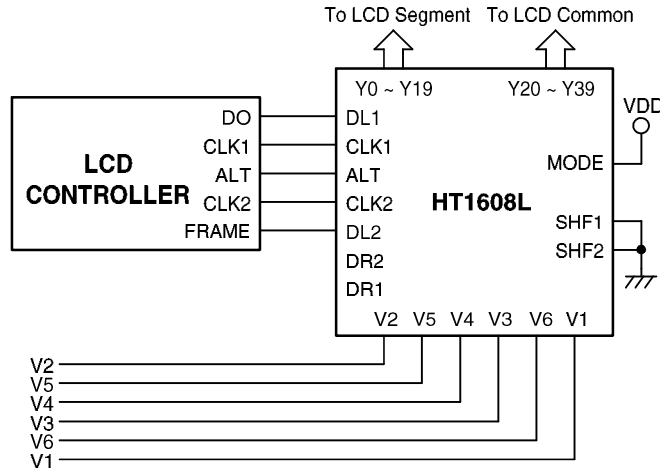 To LCD Segment To LCD Common
Y0 ~ Y19 Y20 ~ Y39
VDD
DO DL1
CLK1 CLK1
ALT ALT
CLK2 CLK2
FRAME DL2
LCD
CONTROLLER
DR2
DR1
HT1608L
MODE
SHF1
SHF2
V2 V5 V4 V3 V6 V1
V2
V5
V4
V3
V6
V1